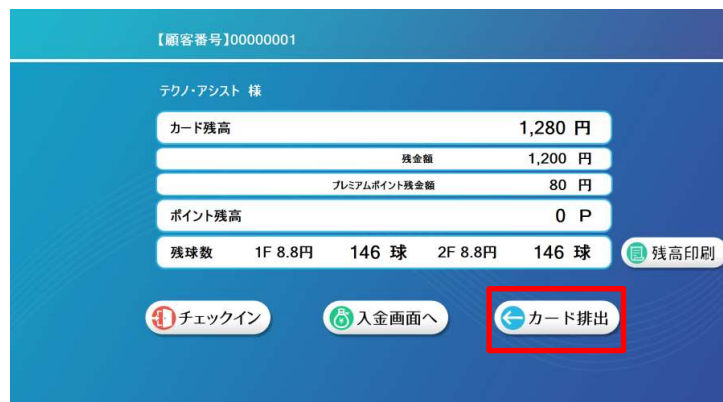 【顧客番号】00000001
テクノ・アシスト 様
カード残高 1,280 円
残金額 1,200 円
プレミアムポイント残金額 80 円
ポイント残高 0 P
残球数 1F 8.8円 146 球 2F 8.8円 146 球
残高印刷
チェックイン 入金画面へ カード排出